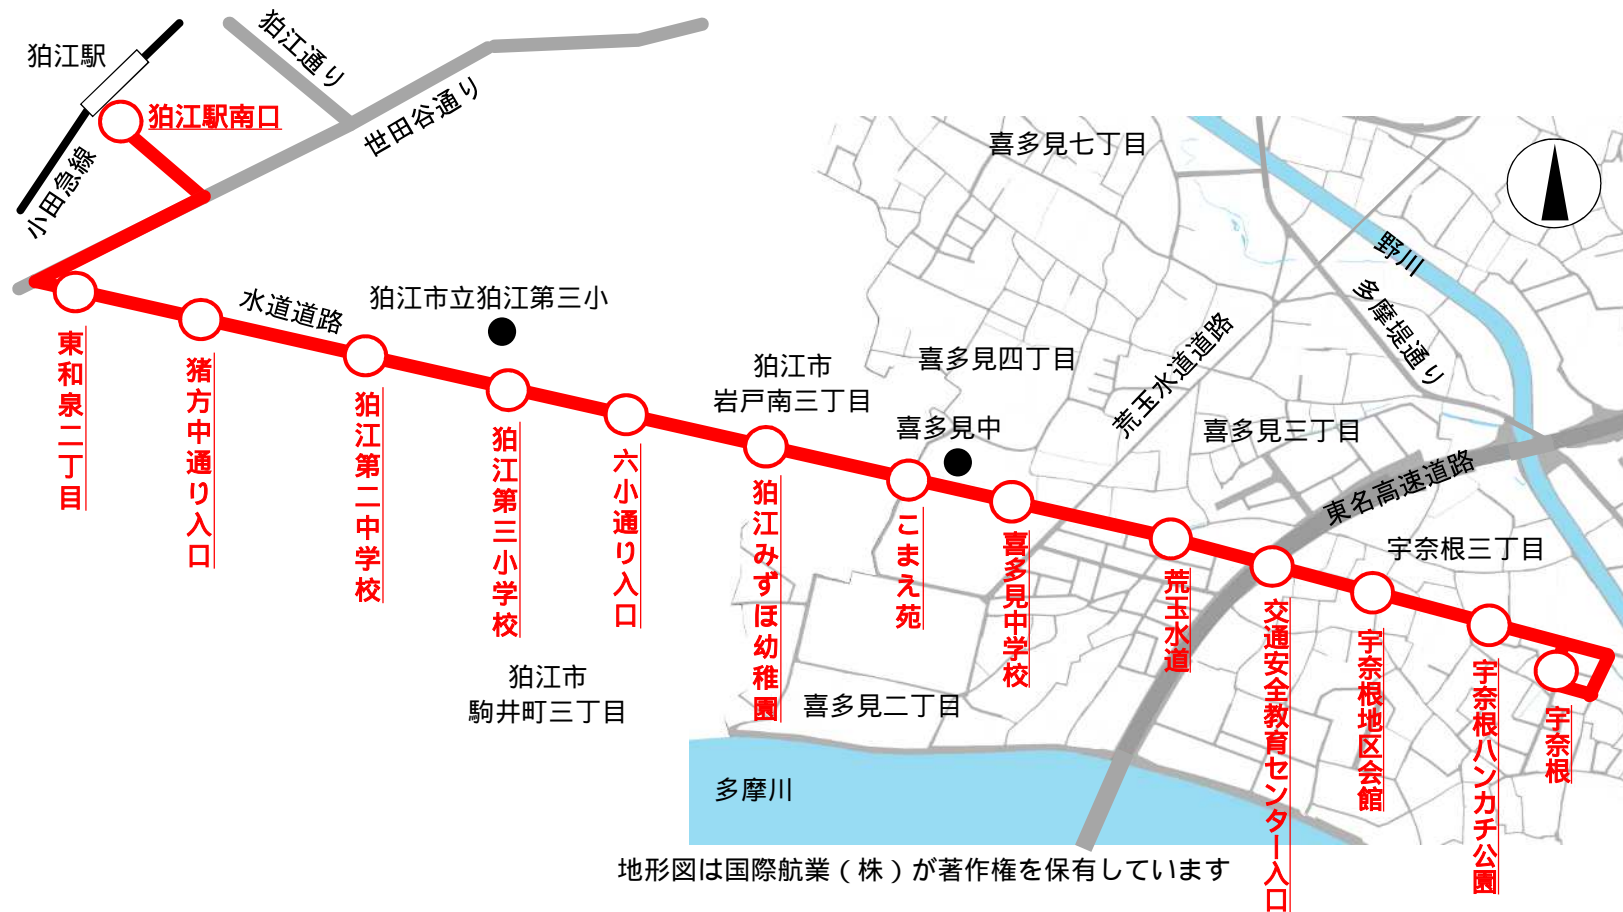 狛江駅
狛江通り
狛江駅南口
世田谷通り
小田急線
喜多見七丁目
野川
水道道路
狛江市立狛江第三小
多摩堤通り
荒玉水道道路
狛江市
岩戸南三丁目
喜多見四丁目
喜多見中
喜多見三丁目
東名高速道路
宇奈根三丁目
東和泉二丁目
猪方中通り入口
狛江第二中学校
狛江第三小学校
六小通り入口
狛江みずほ幼稚園
こまえ苑
喜多見中学校
荒玉水道
交通安全教育センター入口
宇奈根地区会館
宇奈根ハンカチ公園
宇奈根
狛江市
駒井町三丁目
喜多見二丁目
多摩川
地形図は国際航業（株）が著作権を保有しています